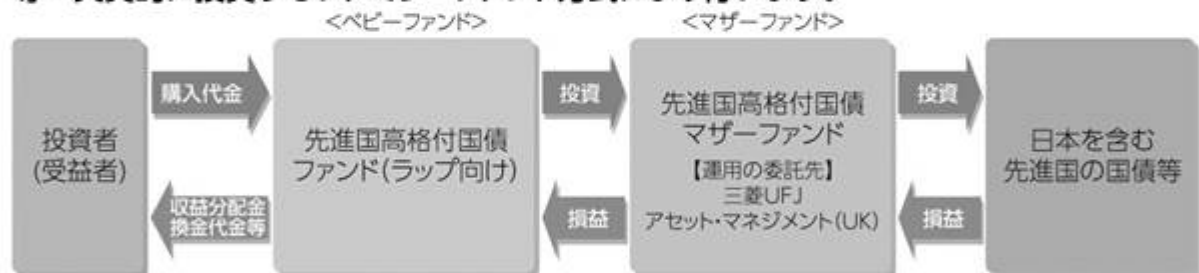 <ベビーファンド>
<マザーファンド>
投資者
(受益者)
購入代金
収益分配金
換金代金等
先進国高格付国債
ファンド(ラップ向け)
投資
損益
先進国高格付国債
マザーファンド
【運用の委託先】
三菱UFJ
アセット・マネジメント(UK)
投資
損益
日本を含む
先進国の国債等